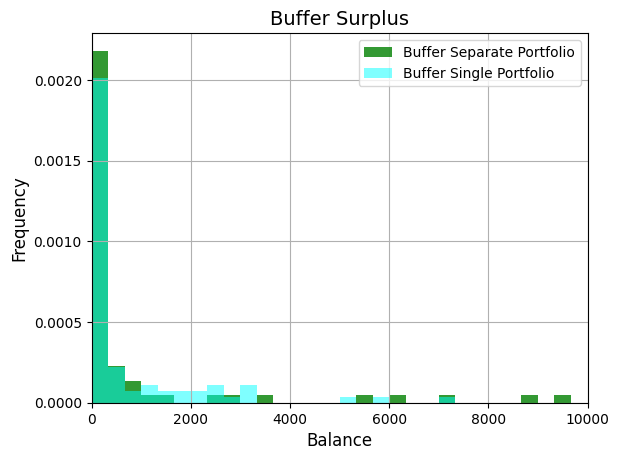 Buffer Surplus
Buffer Separate Portfolio
Buffer Single Portfolio
Frequency
0.0020
0.0015
0.0010
0.0005
0.0000
0 2000 4000 6000 8000 10000
Balance